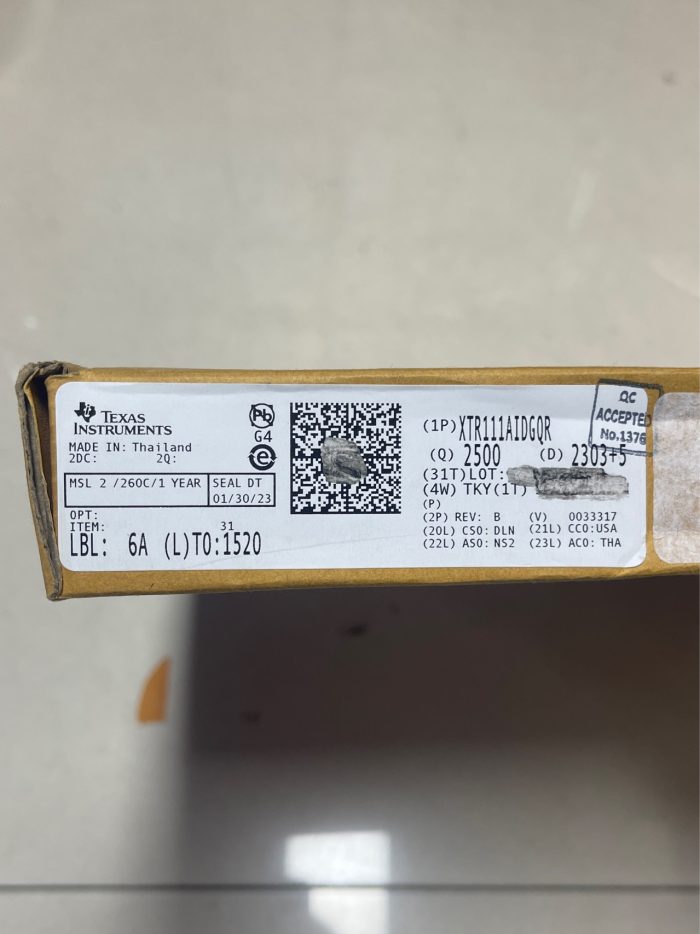 TEXAS
INSTRUMENTS
MADE IN: Thailand
2DC: 2Q:
Pb
G4
e
MSL 2 /260C/1 YEAR
SEAL DT
01/30/23
OPT:
ITEM: 31
LBL: 6A (L)TO:1520
(1P)XTR111AIDGQR
(Q) 2500 (D) 2303+5
(31T)LOT:
(4W) TKY(1T)
(P)
(2P) REV: B (V) 0033317
(20L) CSO:DLN (21L) CCO:USA
(22L) ASO:NS2 (23L) ACO: THA
QC
ACCEPTED
No.1376